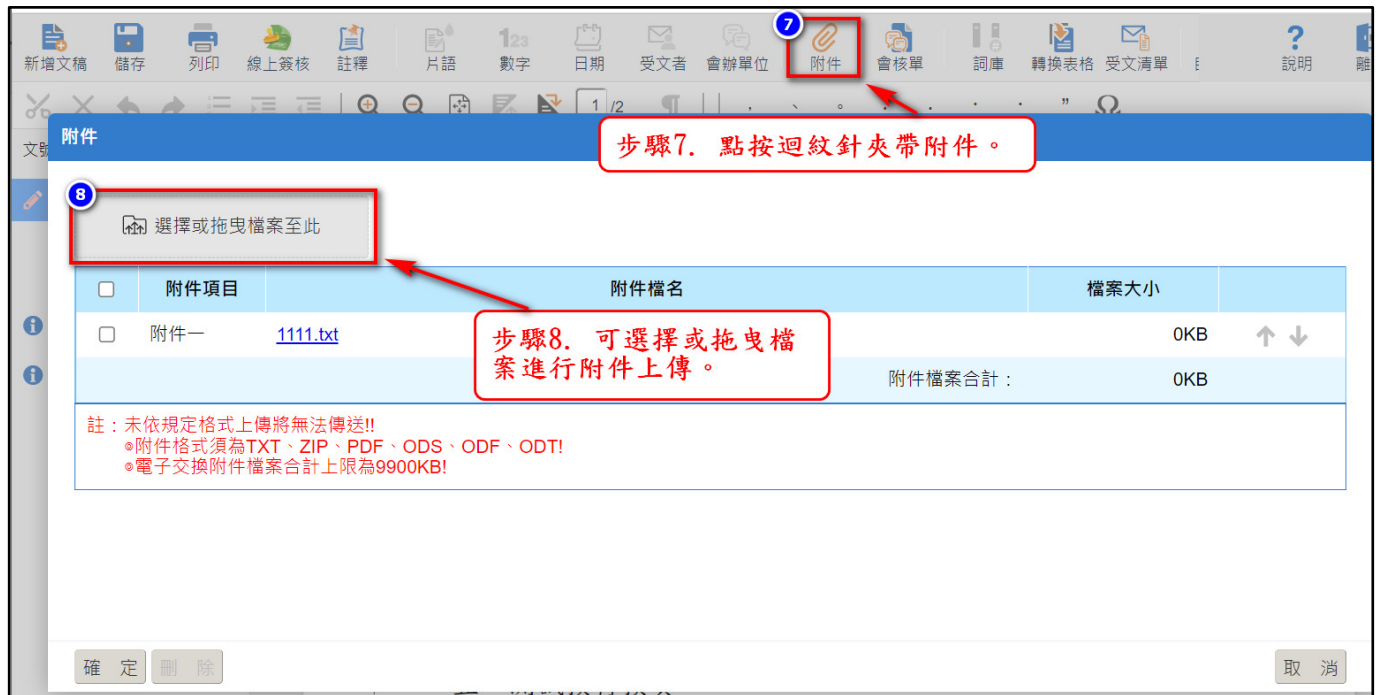 7
新增文稿 儲存 列印 線上簽核 註釋 片語 數字 日期 受文者 會辦單位 附件 會核單 詞庫 轉換表格 受文清單 說明
123
1 /2 ¶ , 、 。 ” Ω
文號
附件
步驟7. 點按迴紋針夾帶附件。
8
選擇或拖曳檔案至此
附件項目 附件檔名 檔案大小
附件一 1111.txt 0KB
步驟8. 可選擇或拖曳檔
案進行附件上傳。
附件檔案合計： 0KB
註：未依規定格式上傳將無法傳送!!
◎附件格式須為TXT、ZIP、PDF、ODS、ODF、ODT!
◎電子交換附件檔案合計上限為9900KB!
確 定 刪 除 取 消